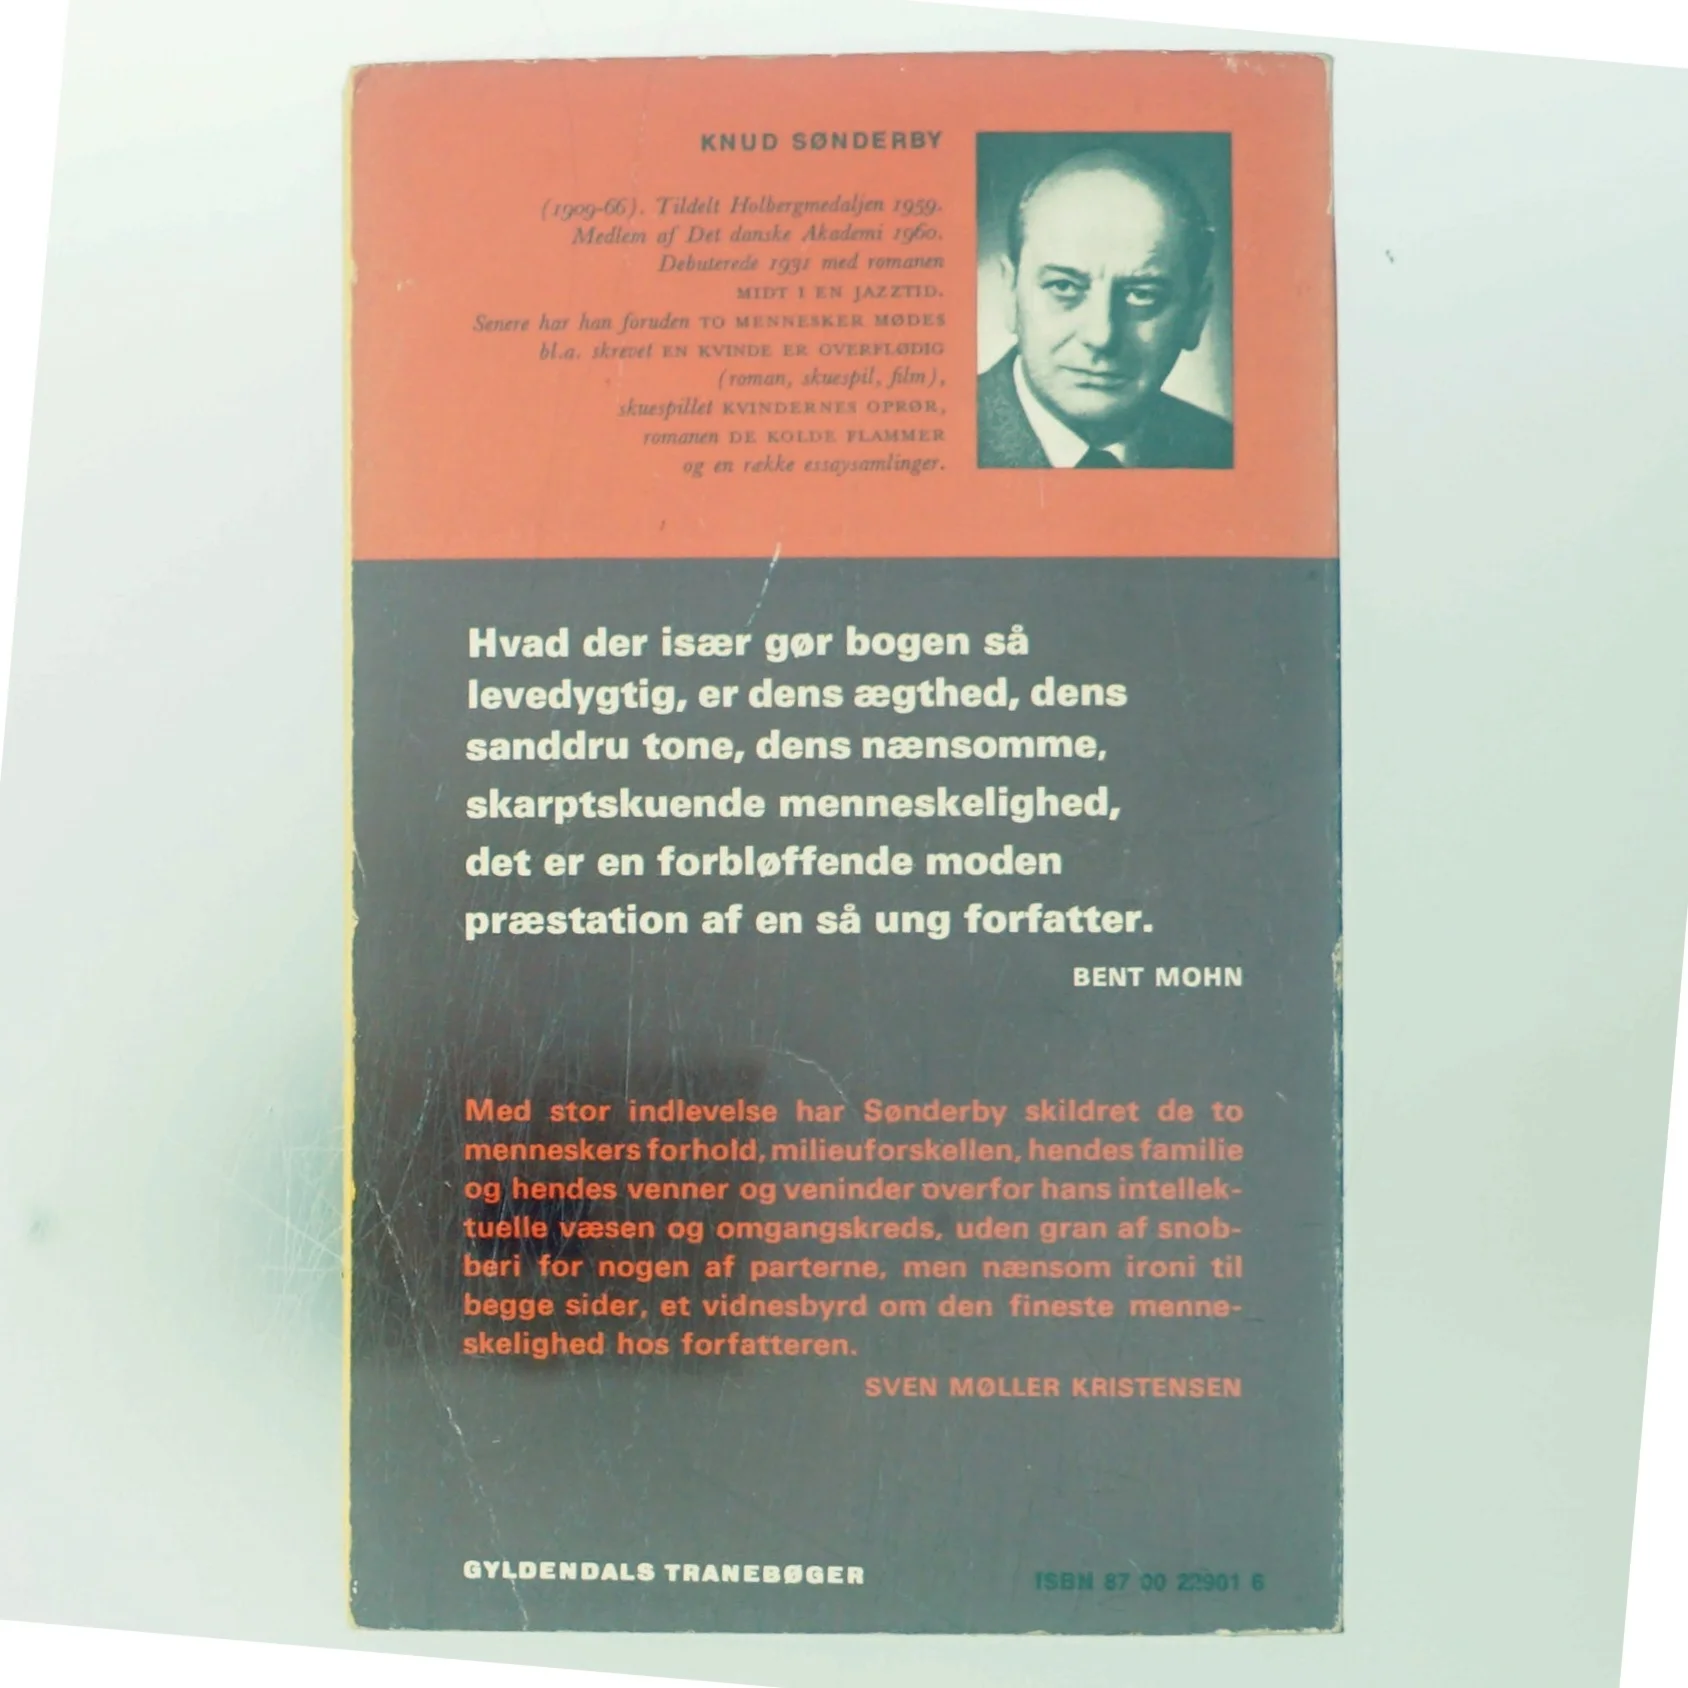 KNUD SØNDERBY
(1909-66). Tildelt Holbergmedaljen 1959.
Medlem af Det danske Akademi 1960.
Debuterede 1931 med romanen
MIDT I EN JAZZTID.
Senere har han foruden TO MENNESKER MØDES
bl.a. skrevet EN KVINDE ER OVERFLØDIG
(roman, skuespil, film),
skuespillet KVINDERNES OPRØR,
romanen DE KOLDE FLAMMER
og en række essaysamlinger.
Hvad der især gør bogen så
levedygtig, er dens ægthed, dens
sanddru tone, dens nænsomme,
skarptskuende menneskelighed,
det er en forbløffende moden
præstation af en så ung forfatter.
BENT MOHN
Med stor indlevelse har Sønderby skildret de to
menneskers forhold, milieuforskellen, hendes familie
og hendes venner og veninder overfor hans intellek-
tuelle væsen og omgangskreds, uden gran af snob-
beri for nogen af parterne, men nænsom ironi til
begge sider, et vidnesbyrd om den fineste menne-
skelighed hos forfatteren.
SVEN MØLLER KRISTENSEN
GYLDENDALS TRANEBØGER
ISBN 87 00 22901 6